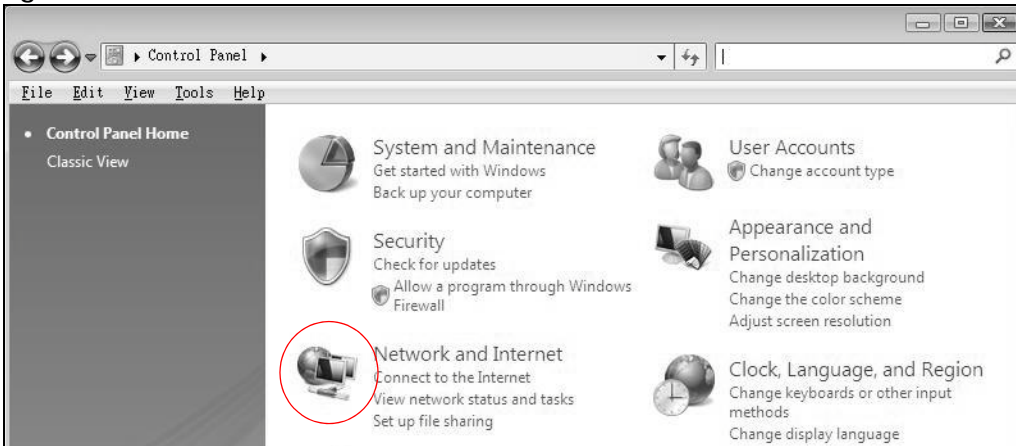 Control Panel
File Edit View Tools Help
Control Panel Home
Classic View
System and Maintenance
Get started with Windows
Back up your computer
Security
Check for updates
Allow a program through Windows
Firewall
Network and Internet
Connect to the Internet
View network status and tasks
Set up file sharing
User Accounts
Change account type
Appearance and
Personalization
Change desktop background
Change the color scheme
Adjust screen resolution
Clock, Language, and Region
Change keyboards or other input
methods
Change display language